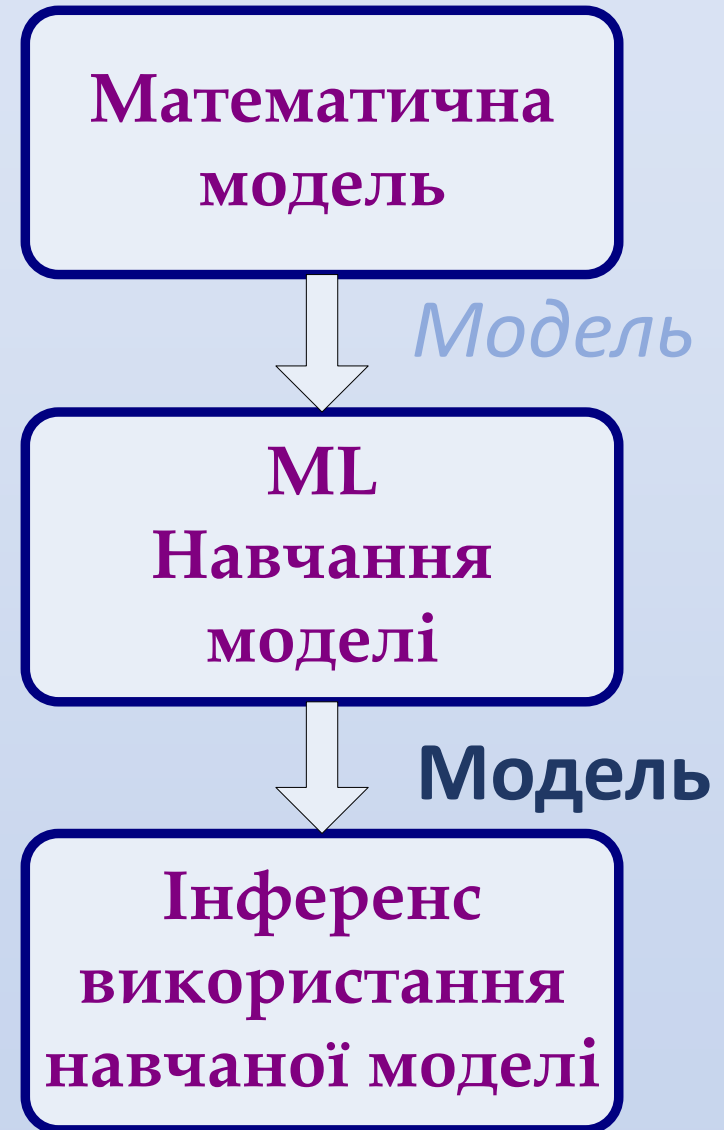 Математична
модель
Модель
ML
Навчання
моделі
Модель
Інференс
використання
навчаної моделі